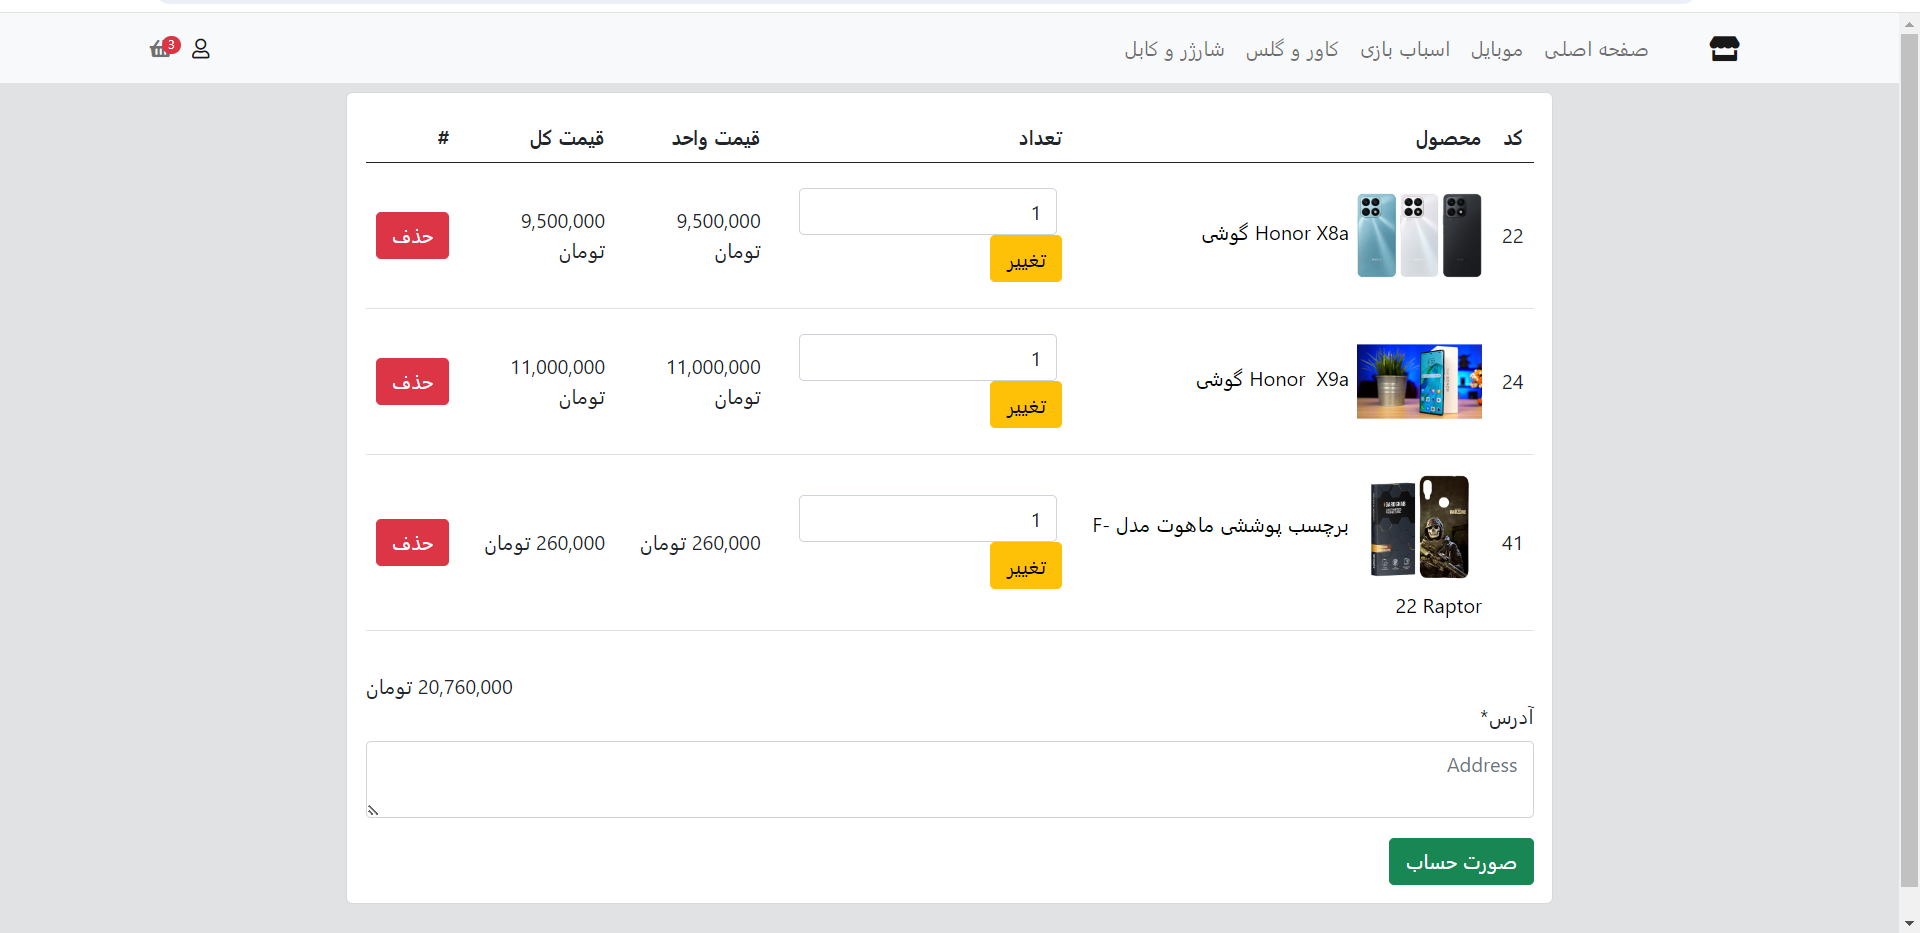 صفحه اصلی موبایل اسباب بازی کاور و گلس شارژر و کابل 3
کد محصول تعداد قیمت واحد قیمت کل #
22 گوشی Honor X8a 1 تغییر 9,500,000 تومان 9,500,000 تومان حذف
24 گوشی Honor X9a 1 تغییر 11,000,000 تومان 11,000,000 تومان حذف
41 برچسب پوششی ماهوت مدل F- 1 تغییر 260,000 تومان 260,000 تومان حذف
22 Raptor
20,760,000 تومان
آدرس*
Address
صورت حساب